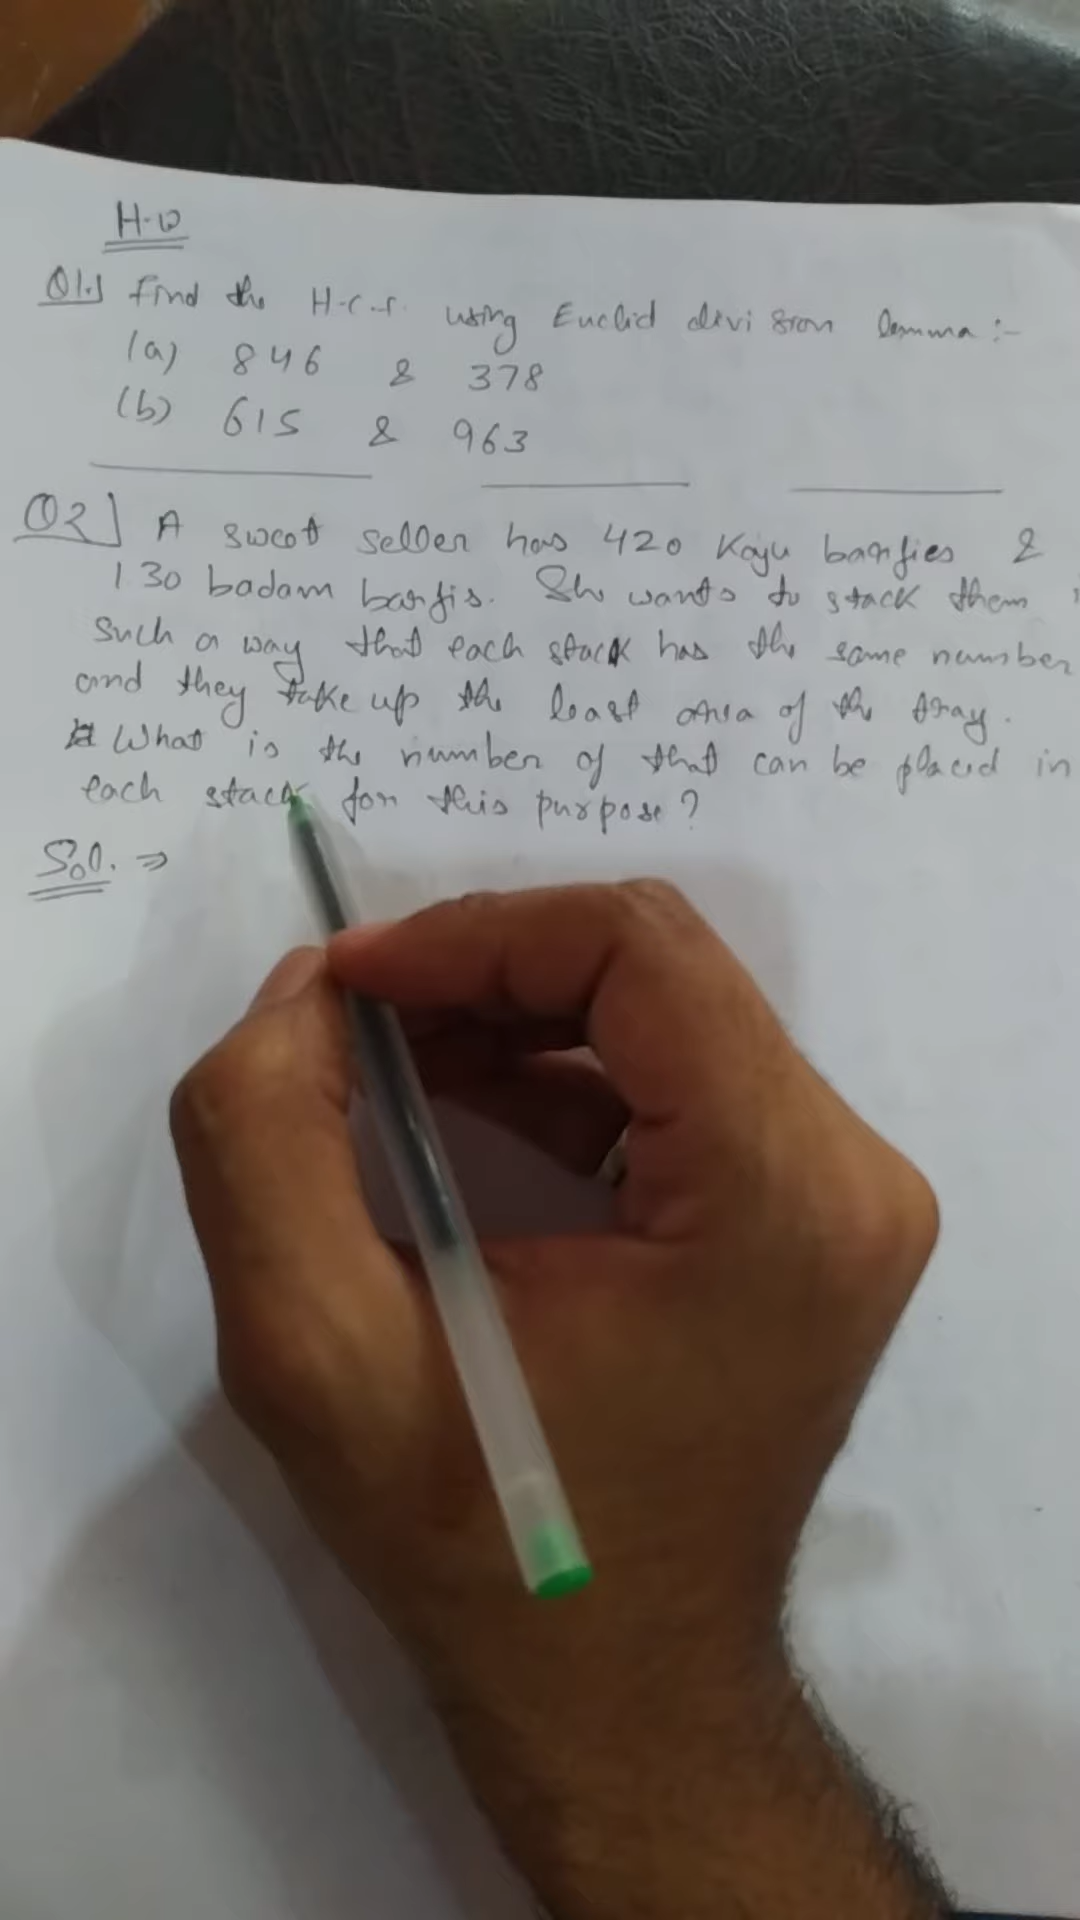 H.W
Q1.] Find the H.C.F. using Euclid devision lemma :-
(a) 846 & 378
(b) 615 & 963
Q2] A sweet seller has 420 Kaju barfies &
130 badam barfis. She wants to stack them
such a way that each stack has the same number
and they take up the least area of the tray.
What is the number of that can be placed in
each stack for this purpose?
Sol. ⇒